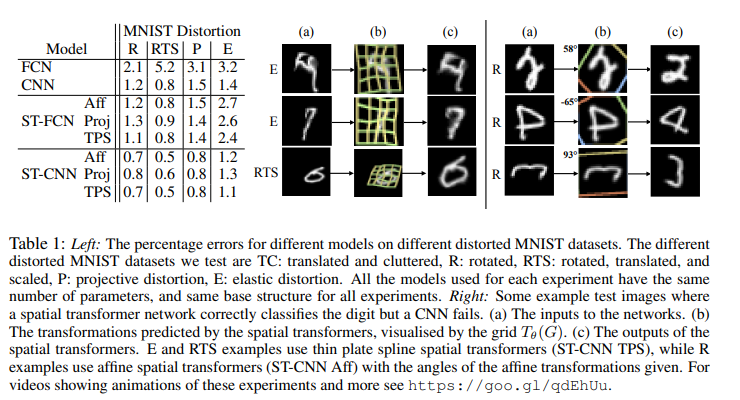 MNIST Distortion
Model R RTS P E
FCN 2.1 5.2 3.1 3.2
CNN 1.2 0.8 1.5 1.4
Aff 1.2 0.8 1.5 2.7
ST-FCN Proj 1.3 0.9 1.4 2.6
TPS 1.1 0.8 1.4 2.4
Aff 0.7 0.5 0.8 1.2
ST-CNN Proj 0.8 0.6 0.8 1.3
TPS 0.7 0.5 0.8 1.1
(a) (b) (c)
E
E
RTS
(a) (b) (c)
R 58°
R -65°
R 93°
Table 1: Left: The percentage errors for different models on different distorted MNIST datasets. The different
distorted MNIST datasets we test are TC: translated and cluttered, R: rotated, RTS: rotated, translated, and
scaled, P: projective distortion, E: elastic distortion. All the models used for each experiment have the same
number of parameters, and same base structure for all experiments. Right: Some example test images where
a spatial transformer network correctly classifies the digit but a CNN fails. (a) The inputs to the networks. (b)
The transformations predicted by the spatial transformers, visualised by the grid Tθ(G). (c) The outputs of the
spatial transformers. E and RTS examples use thin plate spline spatial transformers (ST-CNN TPS), while R
examples use affine spatial transformers (ST-CNN Aff) with the angles of the affine transformations given. For
videos showing animations of these experiments and more see https://goo.gl/qdEhUu.